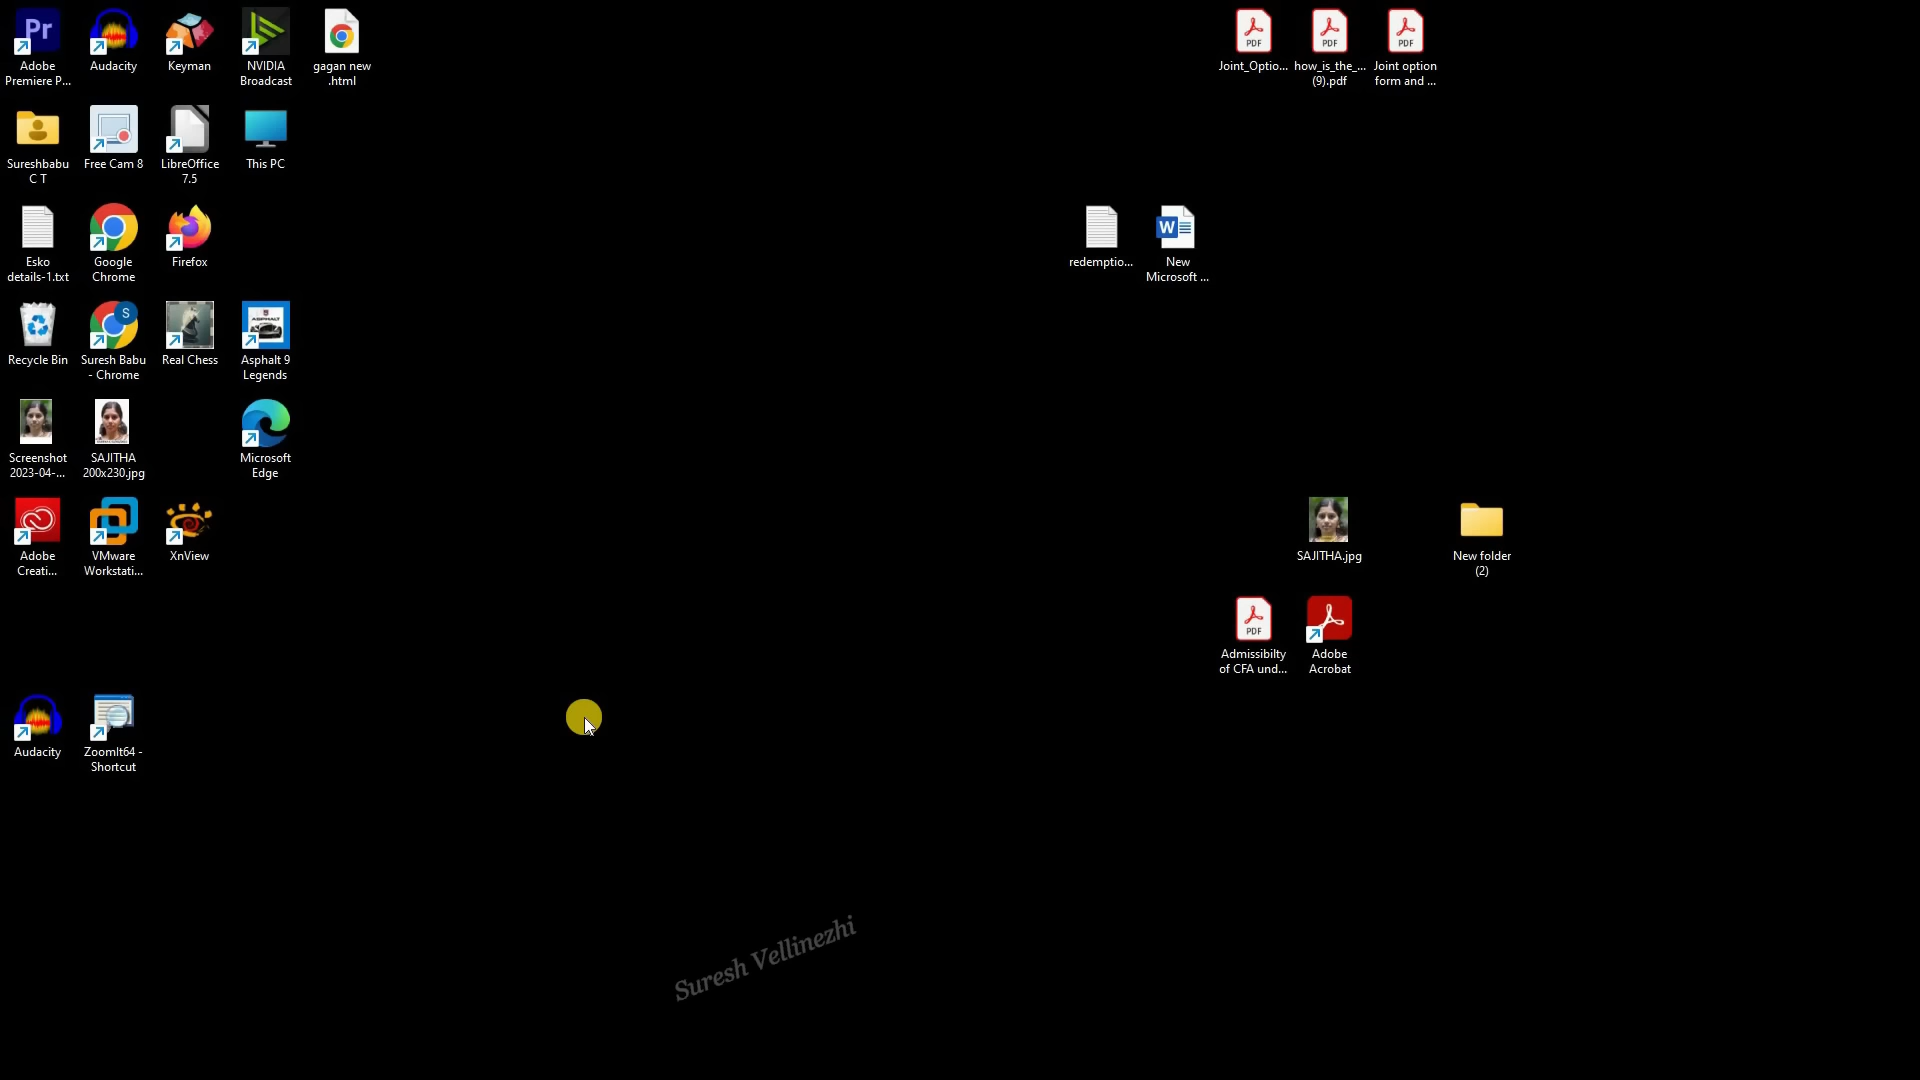 Adobe
Premiere P...
Audacity
Keyman
NVIDIA
Broadcast
gagan new
.html
Joint_Optio...
how_is_the_...
(9).pdf
Joint option
form and ...
Sureshbabu
C T
Free Cam 8
LibreOffice
7.5
This PC
Esko
details-1.txt
Google
Chrome
Firefox
redemptio...
New
Microsoft ...
Recycle Bin
Suresh Babu
- Chrome
Real Chess
Asphalt 9
Legends
Screenshot
2023-04-...
SAJITHA
200x230.jpg
Microsoft
Edge
Adobe
Creati...
VMware
Workstati...
XnView
SAJITHA.jpg
New folder
(2)
Admissibilty
of CFA und...
Adobe
Acrobat
Audacity
ZoomIt64 -
Shortcut
Suresh Vellinezhi